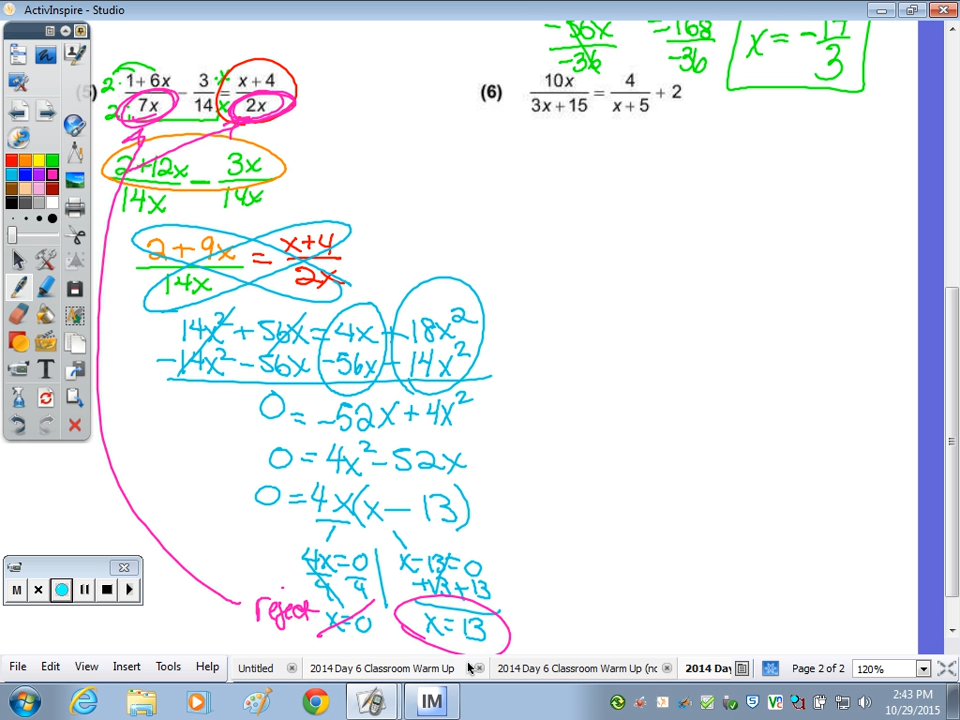 ActivInspire - Studio
-56x / -36   -168 / -36   x = - 17/3
(5) 2· 1 + 6x / 7x - 3 ·x / 14 ·x = x + 4 / 2x
(6) 10x / 3x + 15 = 4 / x + 5 + 2
2+12x / 14x - 3x / 14x
2+9x / 14x = x+4 / 2x
14x² + 56x = 4x + 18x²
-14x² - 56x -56x - 14x²
0 = -52x + 4x²
0 = 4x² - 52x
0 = 4x(x - 13)
4x=0 x-13=0
4 4 +13 +13
reject x=0 x=13
File Edit View Insert Tools Help Untitled 2014 Day 6 Classroom Warm Up 2014 Day 6 Classroom Warm Up (no 2014 Day Page 2 of 2 120%
IM 2:43 PM
10/29/2015